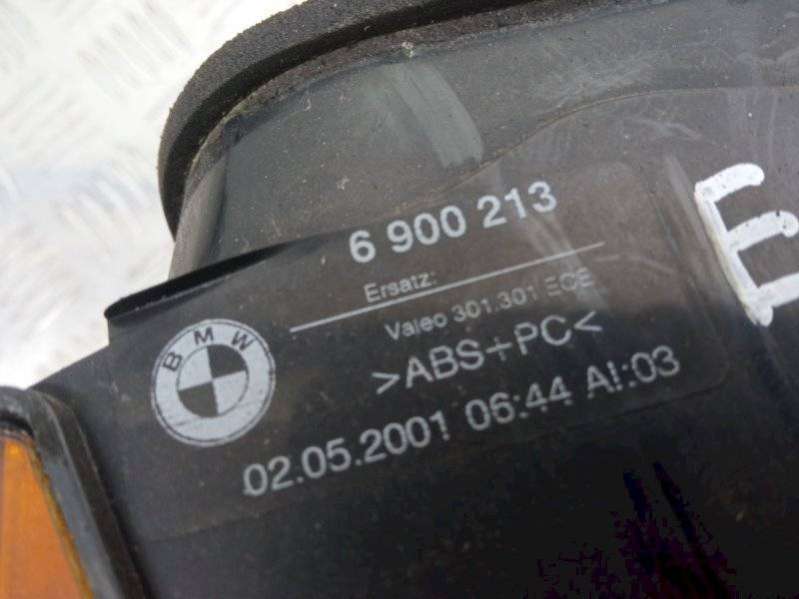 6 900 213
Ersatz:
Valeo 301.301 ECE
>ABS+PC<
BMW
02.05.2001 06:44 AI:03
E